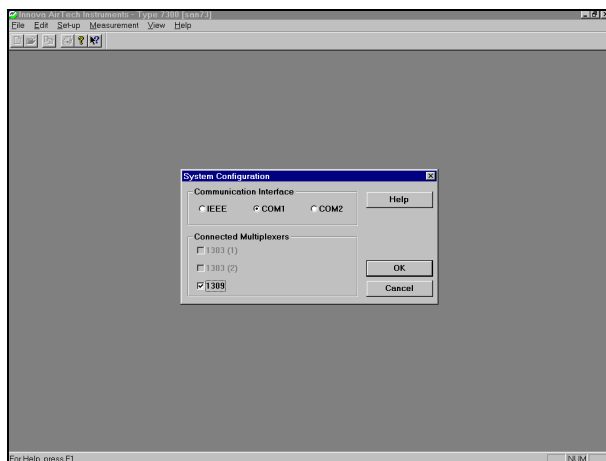 Innova AirTech Instruments - Type 7300 [san73]
File Edit Set-up Measurement View Help
System Configuration
Communication Interface
IEEE COM1 COM2
Help
Connected Multiplexers
1303 (1)
1303 (2)
OK
1309
Cancel
For Help, press F1
NUM